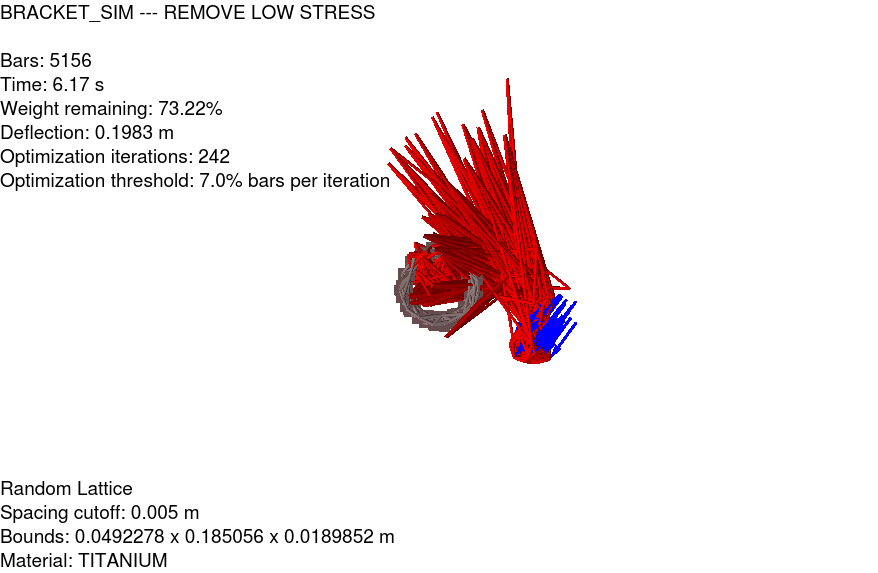 BRACKET_SIM --- REMOVE LOW STRESS
Bars: 5156
Time: 6.17 s
Weight remaining: 73.22%
Deflection: 0.1983 m
Optimization iterations: 242
Optimization threshold: 7.0% bars per iteration
Random Lattice
Spacing cutoff: 0.005 m
Bounds: 0.0492278 x 0.185056 x 0.0189852 m
Material: TITANIUM